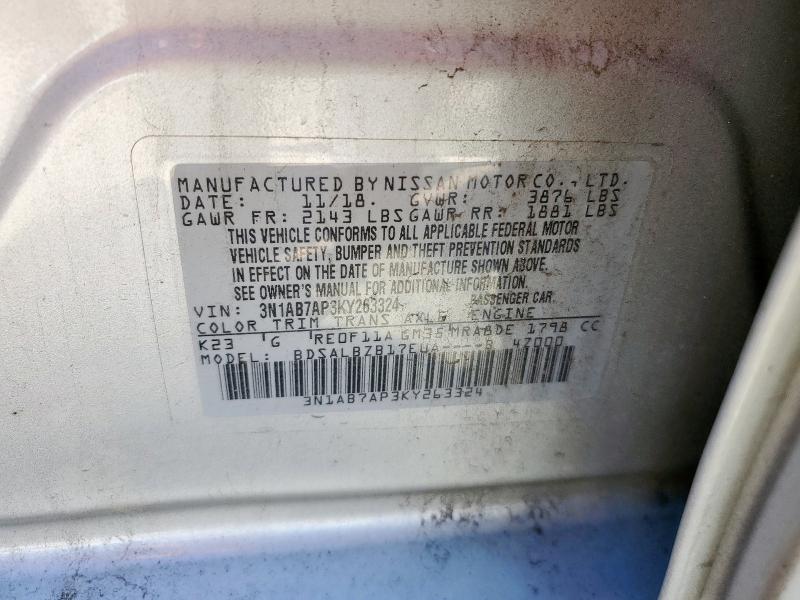 MANUFACTURED BY NISSAN MOTOR CO., LTD.
DATE: 11/18. GVWR: 3876 LBS
GAWR FR: 2143 LBS GAWR RR: 1881 LBS
THIS VEHICLE CONFORMS TO ALL APPLICABLE FEDERAL MOTOR
VEHICLE SAFETY, BUMPER AND THEFT PREVENTION STANDARDS
IN EFFECT ON THE DATE OF MANUFACTURE SHOWN ABOVE.
SEE OWNER'S MANUAL FOR ADDITIONAL INFORMATION.
VIN: 3N1AB7AP3KY263324 PASSENGER CAR.
COLOR TRIM TRANS AXLE ENGINE
K23 G RE0F11A GM35 MRA8DE 1798 CC
MODEL: BDSALBZB17EUA----B 4Z000
3N1AB7AP3KY263324